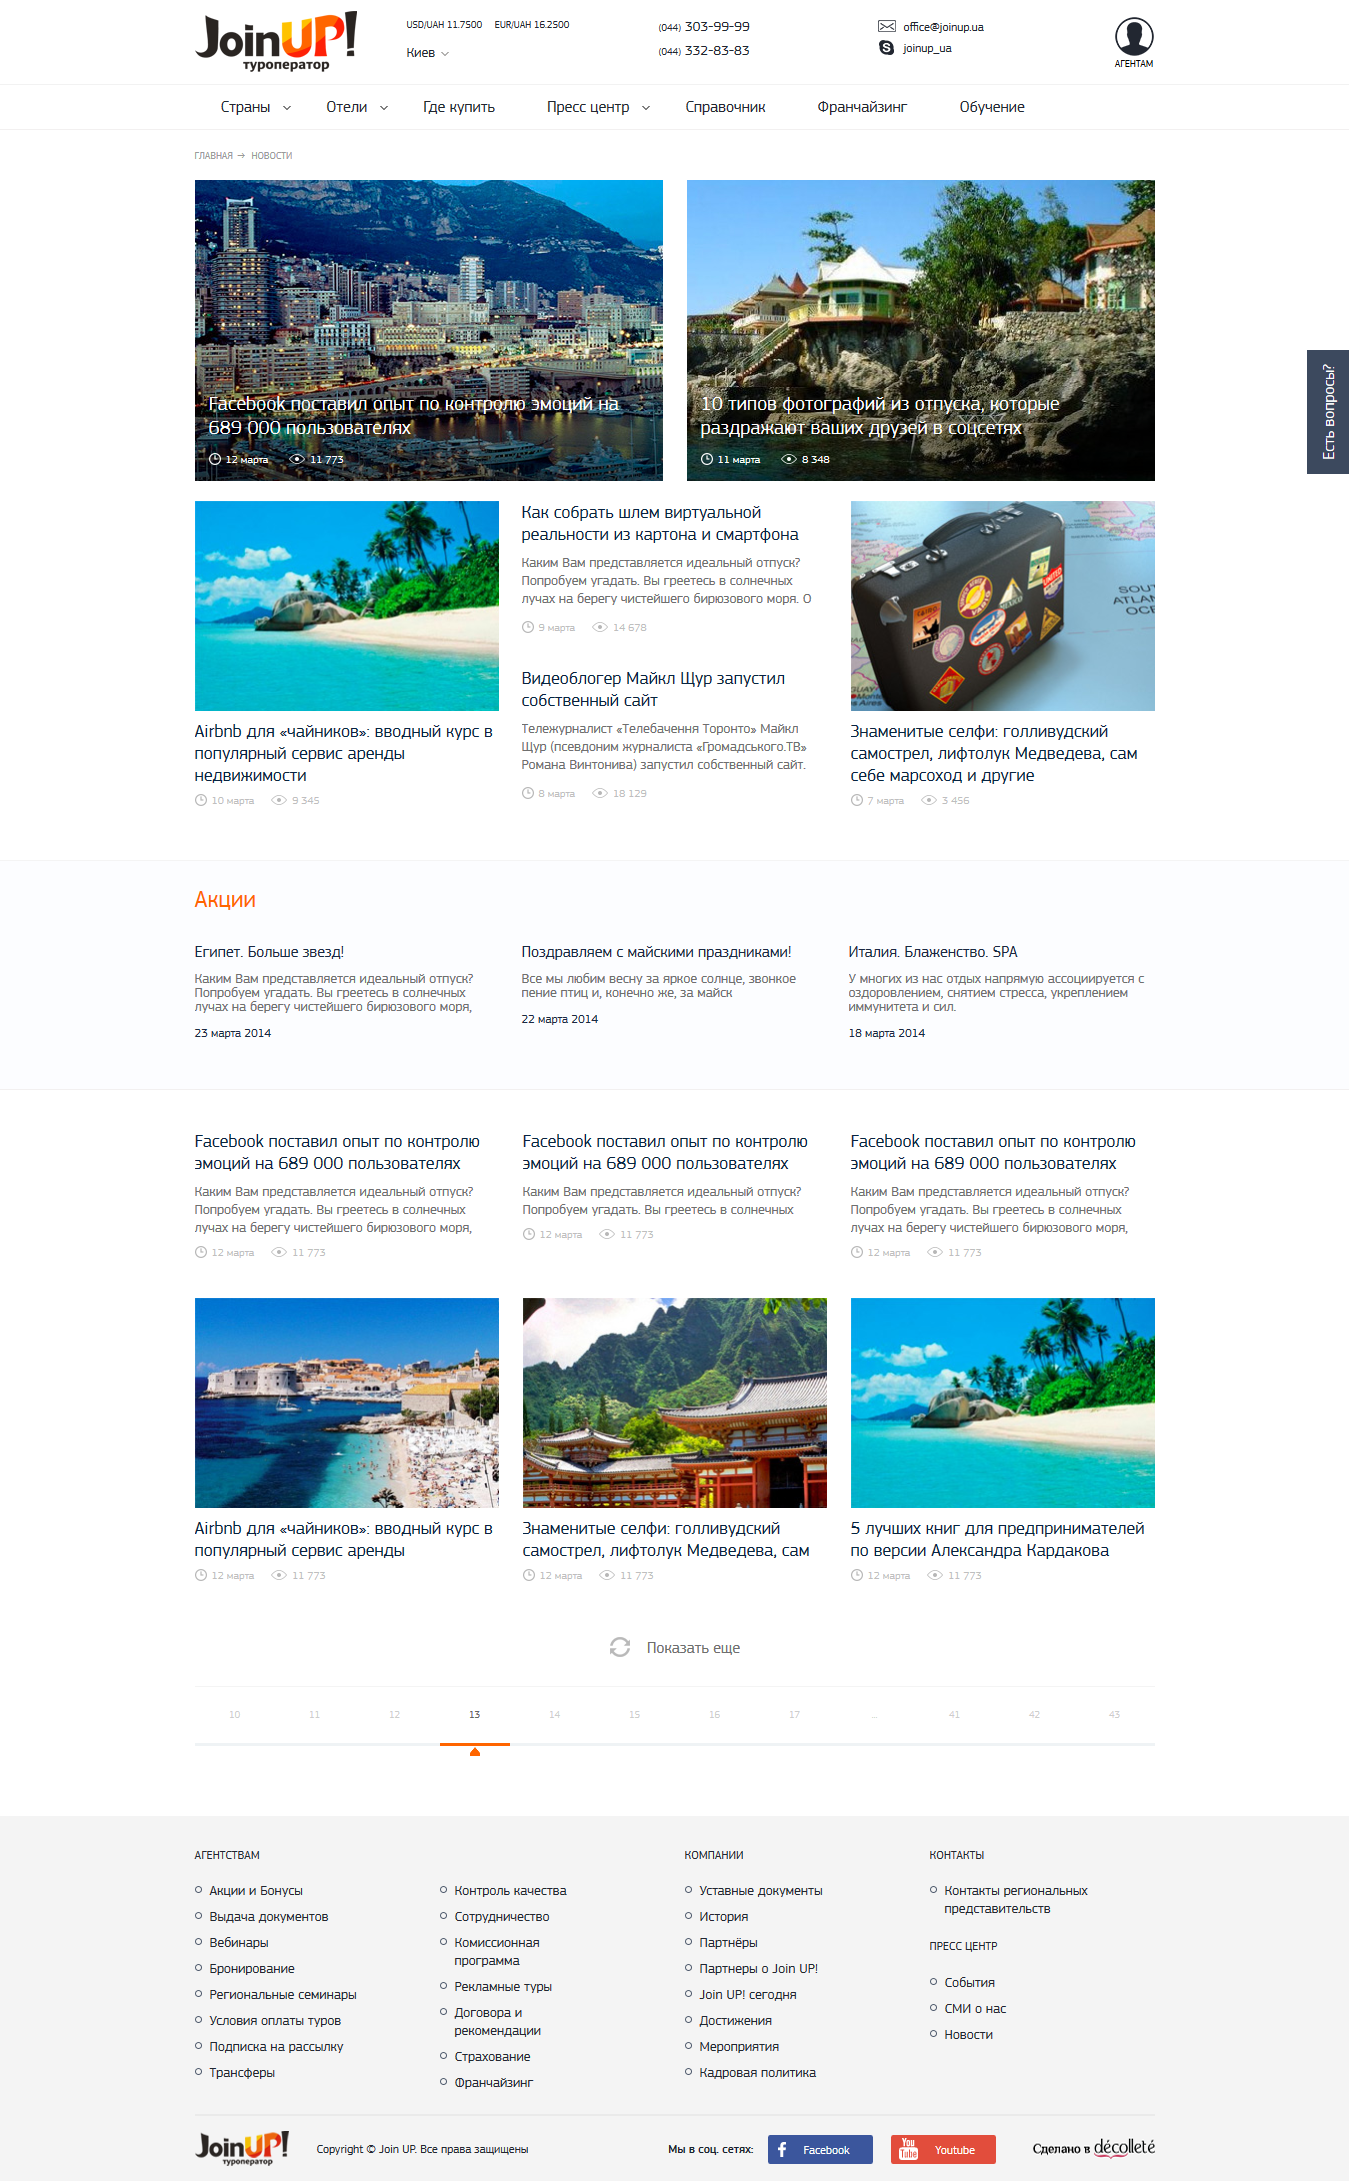 JoinUP!
туроператор
USD/UAH 11.7500 EUR/UAH 16.2500
Киев
(044) 303-99-99
(044) 332-83-83
office@joinup.ua
joinup_ua
АГЕНТАМ
Страны Отели Где купить Пресс центр Справочник Франчайзинг Обучение
ГЛАВНАЯ → НОВОСТИ
Facebook поставил опыт по контролю эмоций на
689 000 пользователях
12 марта 11 773
10 типов фотографий из отпуска, которые
раздражают ваших друзей в соцсетях
11 марта 8 348
Есть вопросы?
Airbnb для «чайников»: вводный курс в
популярный сервис аренды
недвижимости
10 марта 9 345
Как собрать шлем виртуальной
реальности из картона и смартфона
Каким Вам представляется идеальный отпуск?
Попробуем угадать. Вы греетесь в солнечных
лучах на берегу чистейшего бирюзового моря. О
9 марта 14 678
Видеоблогер Майкл Щур запустил
собственный сайт
Тележурналист «Телебачення Торонто» Майкл
Щур (псевдоним журналиста «Громадського.ТВ»
Романа Винтонива) запустил собственный сайт.
8 марта 18 129
Знаменитые селфи: голливудский
самострел, лифтолук Медведева, сам
себе марсоход и другие
7 марта 3 456
Акции
Египет. Больше звезд!
Каким Вам представляется идеальный отпуск?
Попробуем угадать. Вы греетесь в солнечных
лучах на берегу чистейшего бирюзового моря,
23 марта 2014
Поздравляем с майскими праздниками!
Все мы любим весну за яркое солнце, звонкое
пение птиц и, конечно же, за майск
22 марта 2014
Италия. Блаженство. SPA
У многих из нас отдых напрямую ассоциируется с
оздоровлением, снятием стресса, укреплением
иммунитета и сил.
18 марта 2014
Facebook поставил опыт по контролю
эмоций на 689 000 пользователях
Каким Вам представляется идеальный отпуск?
Попробуем угадать. Вы греетесь в солнечных
лучах на берегу чистейшего бирюзового моря,
12 марта 11 773
Facebook поставил опыт по контролю
эмоций на 689 000 пользователях
Каким Вам представляется идеальный отпуск?
Попробуем угадать. Вы греетесь в солнечных
12 марта 11 773
Facebook поставил опыт по контролю
эмоций на 689 000 пользователях
Каким Вам представляется идеальный отпуск?
Попробуем угадать. Вы греетесь в солнечных
лучах на берегу чистейшего бирюзового моря,
12 марта 11 773
Airbnb для «чайников»: вводный курс в
популярный сервис аренды
12 марта 11 773
Знаменитые селфи: голливудский
самострел, лифтолук Медведева, сам
12 марта 11 773
5 лучших книг для предпринимателей
по версии Александра Кардакова
12 марта 11 773
Показать еще
10 11 12 13 14 15 16 17 ... 41 42 43
АГЕНТСТВАМ
Акции и Бонусы
Выдача документов
Вебинары
Бронирование
Региональные семинары
Условия оплаты туров
Подписка на рассылку
Трансферы
Контроль качества
Сотрудничество
Комиссионная
программа
Рекламные туры
Договора и
рекомендации
Страхование
Франчайзинг
КОМПАНИИ
Уставные документы
История
Партнёры
Партнеры о Join UP!
Join UP! сегодня
Достижения
Мероприятия
Кадровая политика
КОНТАКТЫ
Контакты региональных
представительств
ПРЕСС ЦЕНТР
События
СМИ о нас
Новости
JoinUP!
туроператор
Copyright © Join UP. Все права защищены
Мы в соц. сетях:
Facebook
You
Tube
Youtube
Сделано в décolleté